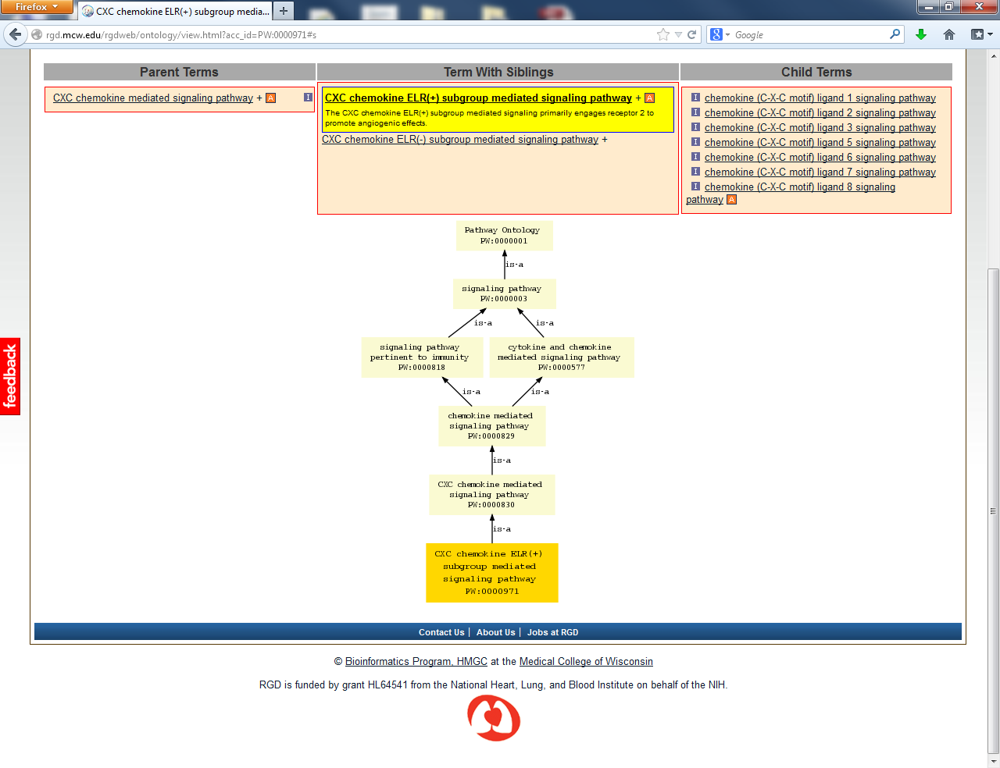 Firefox
CXC chemokine ELR(+) subgroup media...
rgd.mcw.edu/rgdweb/ontology/view.html?acc_id=PW:0000971#s
Google
Parent Terms
Term With Siblings
Child Terms
CXC chemokine mediated signaling pathway + A I
CXC chemokine ELR(+) subgroup mediated signaling pathway + A
The CXC chemokine ELR(+) subgroup mediated signaling primarily engages receptor 2 to
promote angiogenic effects.
CXC chemokine ELR(-) subgroup mediated signaling pathway +
I chemokine (C-X-C motif) ligand 1 signaling pathway
I chemokine (C-X-C motif) ligand 2 signaling pathway
I chemokine (C-X-C motif) ligand 3 signaling pathway
I chemokine (C-X-C motif) ligand 5 signaling pathway
I chemokine (C-X-C motif) ligand 6 signaling pathway
I chemokine (C-X-C motif) ligand 7 signaling pathway
I chemokine (C-X-C motif) ligand 8 signaling
pathway A
Pathway Ontology
PW:0000001
is-a
signaling pathway
PW:0000003
is-a
is-a
signaling pathway
pertinent to immunity
PW:0000818
cytokine and chemokine
mediated signaling pathway
PW:0000577
is-a
is-a
chemokine mediated
signaling pathway
PW:0000829
is-a
CXC chemokine mediated
signaling pathway
PW:0000830
is-a
CXC chemokine ELR(+)
subgroup mediated
signaling pathway
PW:0000971
feedback
Contact Us | About Us | Jobs at RGD
© Bioinformatics Program, HMGC at the Medical College of Wisconsin
RGD is funded by grant HL64541 from the National Heart, Lung, and Blood Institute on behalf of the NIH.